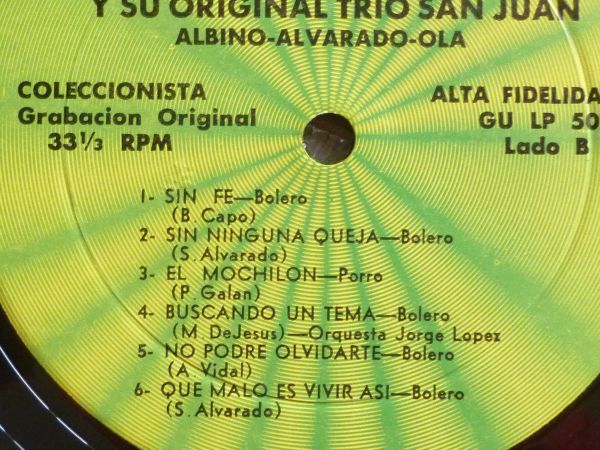 Y SU ORIGINAL TRIO SAN JUAN
ALBINO-ALVARADO-OLA
COLECCIONISTA
Grabacion Original
33⅓ RPM
ALTA FIDELIDA
GU LP 50
Lado B
1- SIN FE—Bolero
(B. Capo)
2- SIN NINGUNA QUEJA—Bolero
(S. Alvarado)
3- EL MOCHILON—Porro
(P. Galan)
4- BUSCANDO UN TEMA—Bolero
(M. DeJesus)—Orquesta Jorge Lopez
5- NO PODRE OLVIDARTE—Bolero
(A. Vidal)
6- QUE MALO ES VIVIR ASI—Bolero
(S. Alvarado)